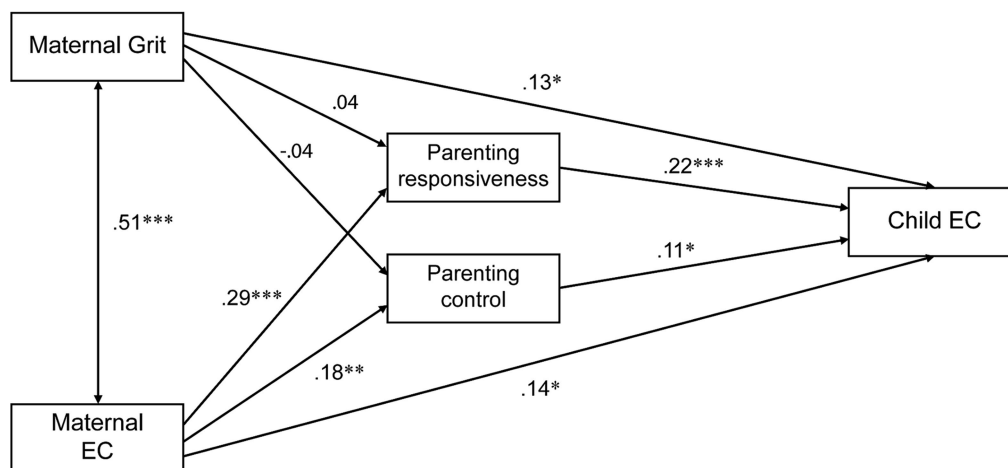 Maternal Grit
.13*
.04
-.04
Parenting
responsiveness
.22***
Child EC
.51***
Parenting
control
.11*
.29***
.18**
.14*
Maternal
EC